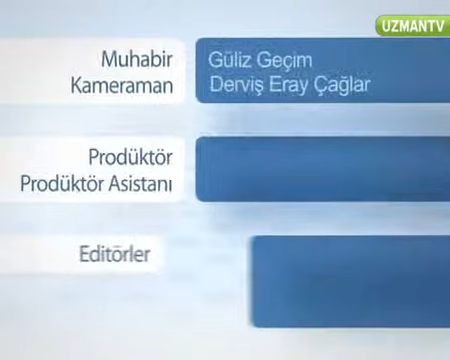 UZMANTV
Muhabir Güliz Geçim
Kameraman Derviş Eray Çağlar
Prodüktör
Prodüktör Asistanı
Editörler